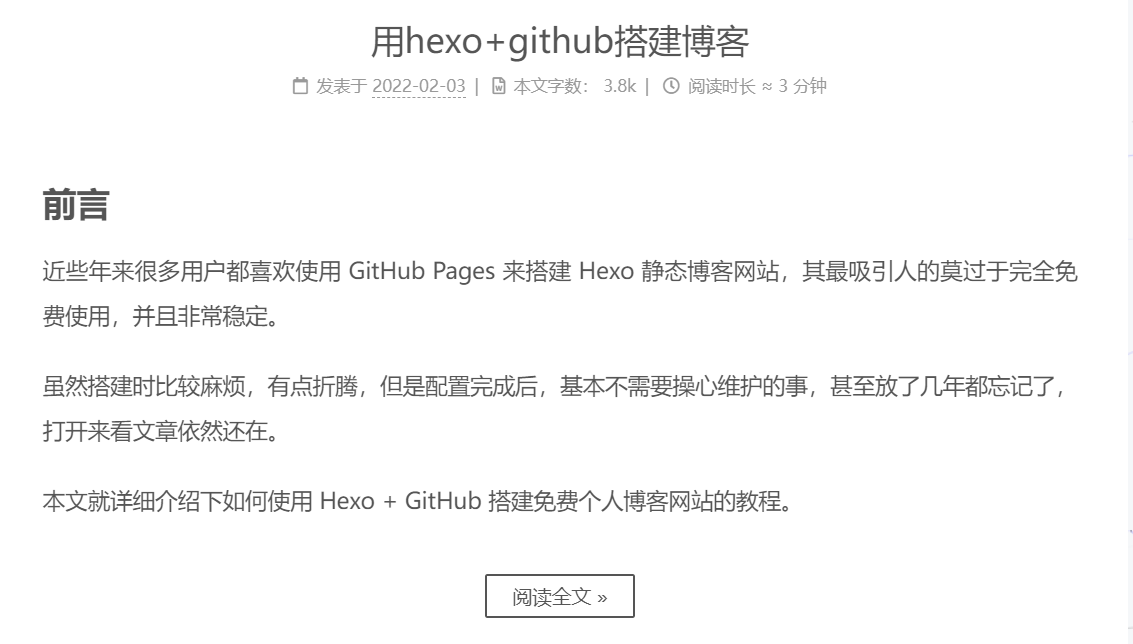 用hexo+github搭建博客
发表于 2022-02-03 | 本文字数： 3.8k | 阅读时长 ≈ 3 分钟
前言
近些年来很多用户都喜欢使用 GitHub Pages 来搭建 Hexo 静态博客网站，其最吸引人的莫过于完全免
费使用，并且非常稳定。
虽然搭建时比较麻烦，有点折腾，但是配置完成后，基本不需要操心维护的事，甚至放了几年都忘记了，
打开来看文章依然还在。
本文就详细介绍下如何使用 Hexo + GitHub 搭建免费个人博客网站的教程。
阅读全文 »